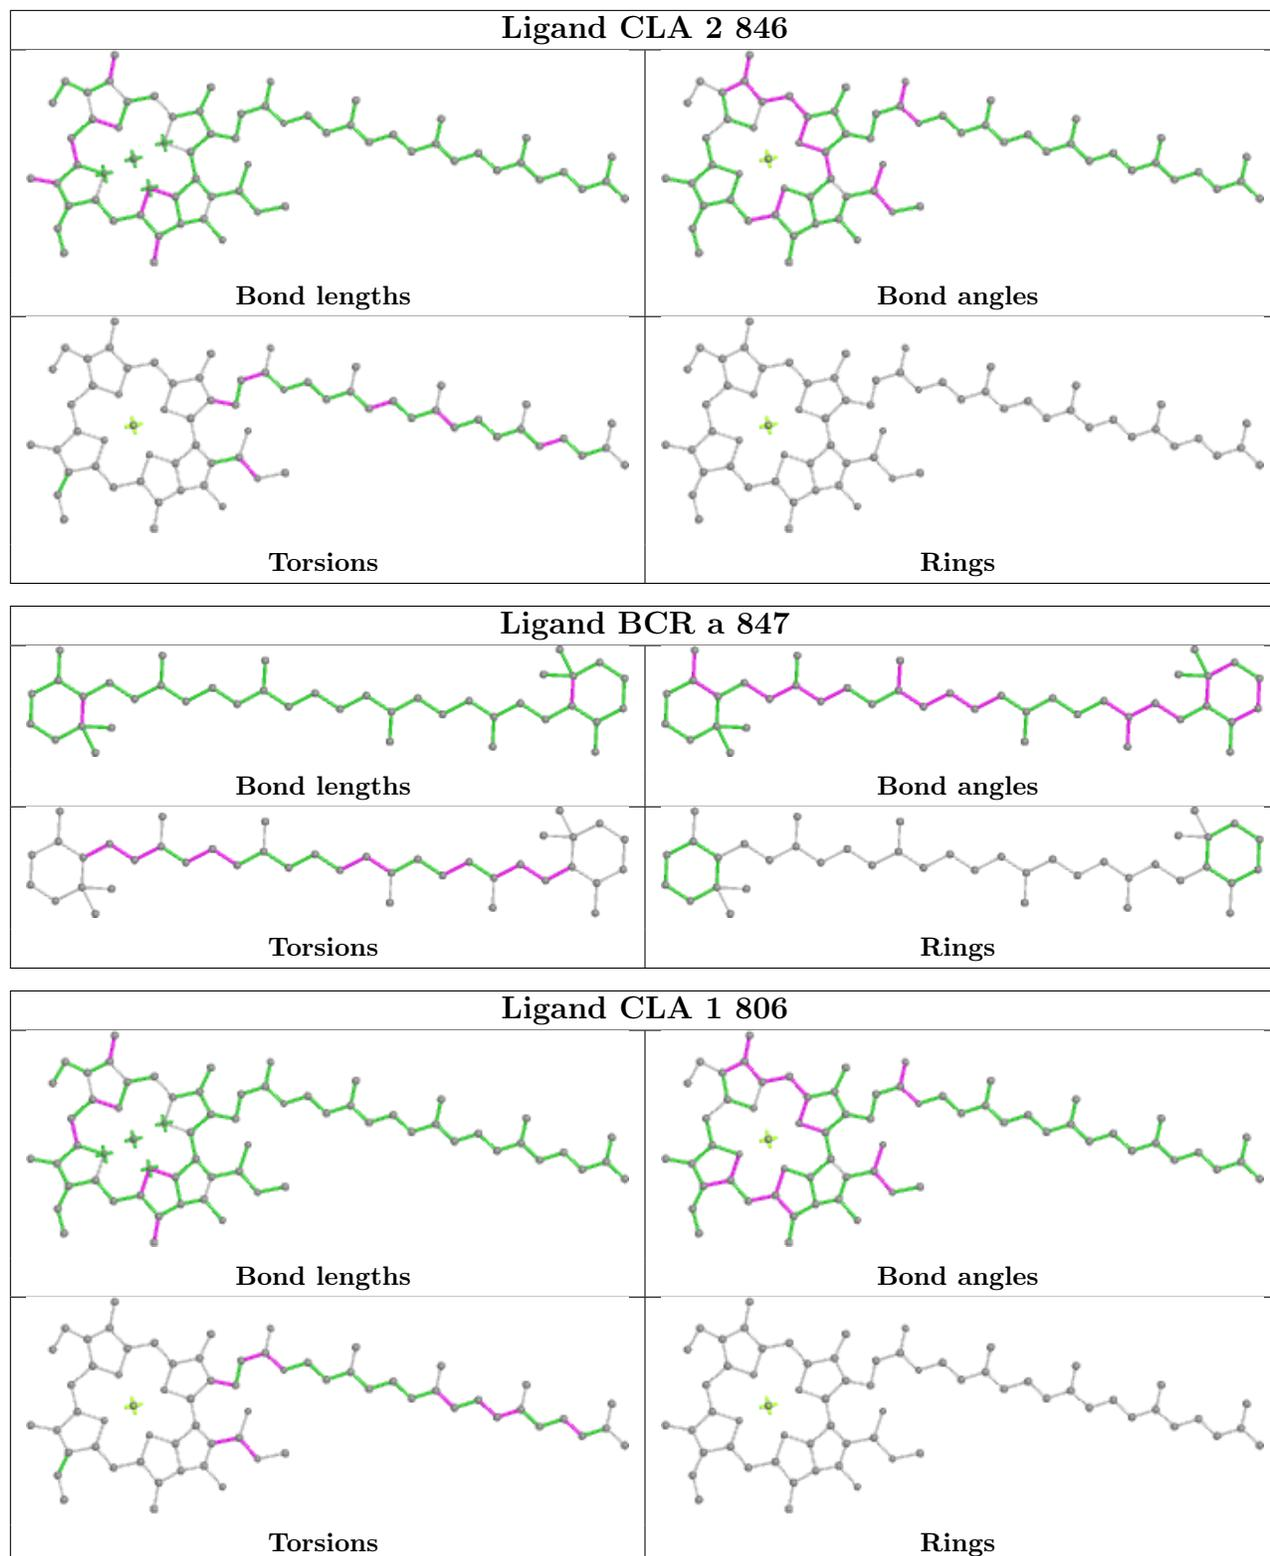 Ligand CLA 2 846
Bond lengths
Bond angles
Torsions
Rings
Ligand BCR a 847
Bond lengths
Bond angles
Torsions
Rings
Ligand CLA 1 806
Bond lengths
Bond angles
Torsions
Rings